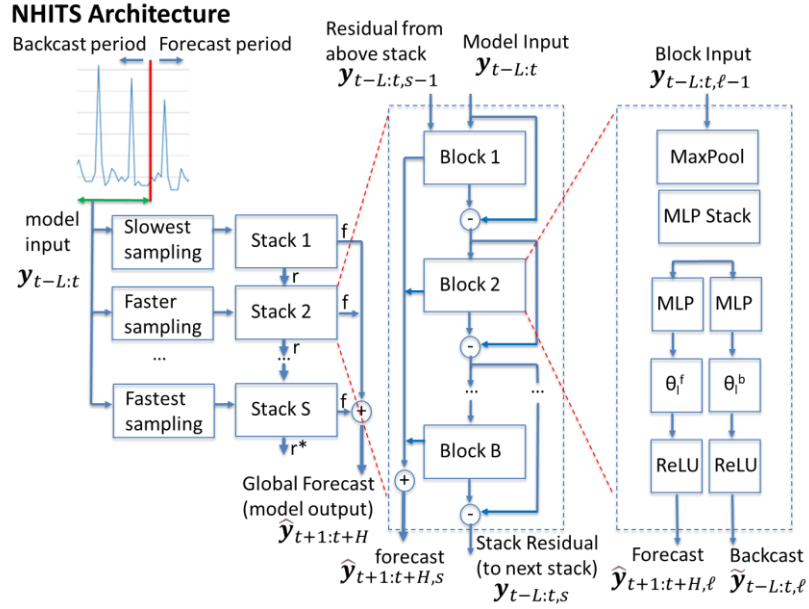 NHITS Architecture
Backcast period
Forecast period
model
input
y_{t−L:t}
Slowest
sampling
Stack 1
f
r
Faster
sampling
Stack 2
f
...
...
r
Fastest
sampling
Stack S
f
+
r*
Global Forecast
(model output)
ŷ_{t+1:t+H}
Residual from
above stack
y_{t−L:t,s−1}
Model Input
y_{t−L:t}
Block 1
-
Block 2
-
...
...
Block B
+
-
forecast
ŷ_{t+1:t+H,s}
Stack Residual
(to next stack)
y_{t−L:t,s}
Block Input
y_{t−L:t,ℓ−1}
MaxPool
MLP Stack
MLP
MLP
θ_l^f
θ_l^b
ReLU
ReLU
Forecast
ŷ_{t+1:t+H,ℓ}
Backcast
ỹ_{t−L:t,ℓ}